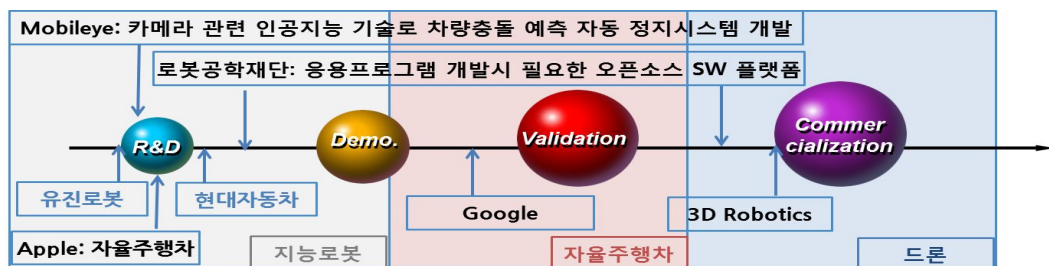 Mobileye: 카메라 관련 인공지능 기술로 차량충돌 예측 자동 정지시스템 개발
로봇공학재단: 응용프로그램 개발시 필요한 오픈소스 SW 플랫폼
R&D
Demo.
Validation
Commer
cialization
유진로봇
현대자동차
Google
3D Robotics
Apple: 자율주행차
지능로봇
자율주행차
드론